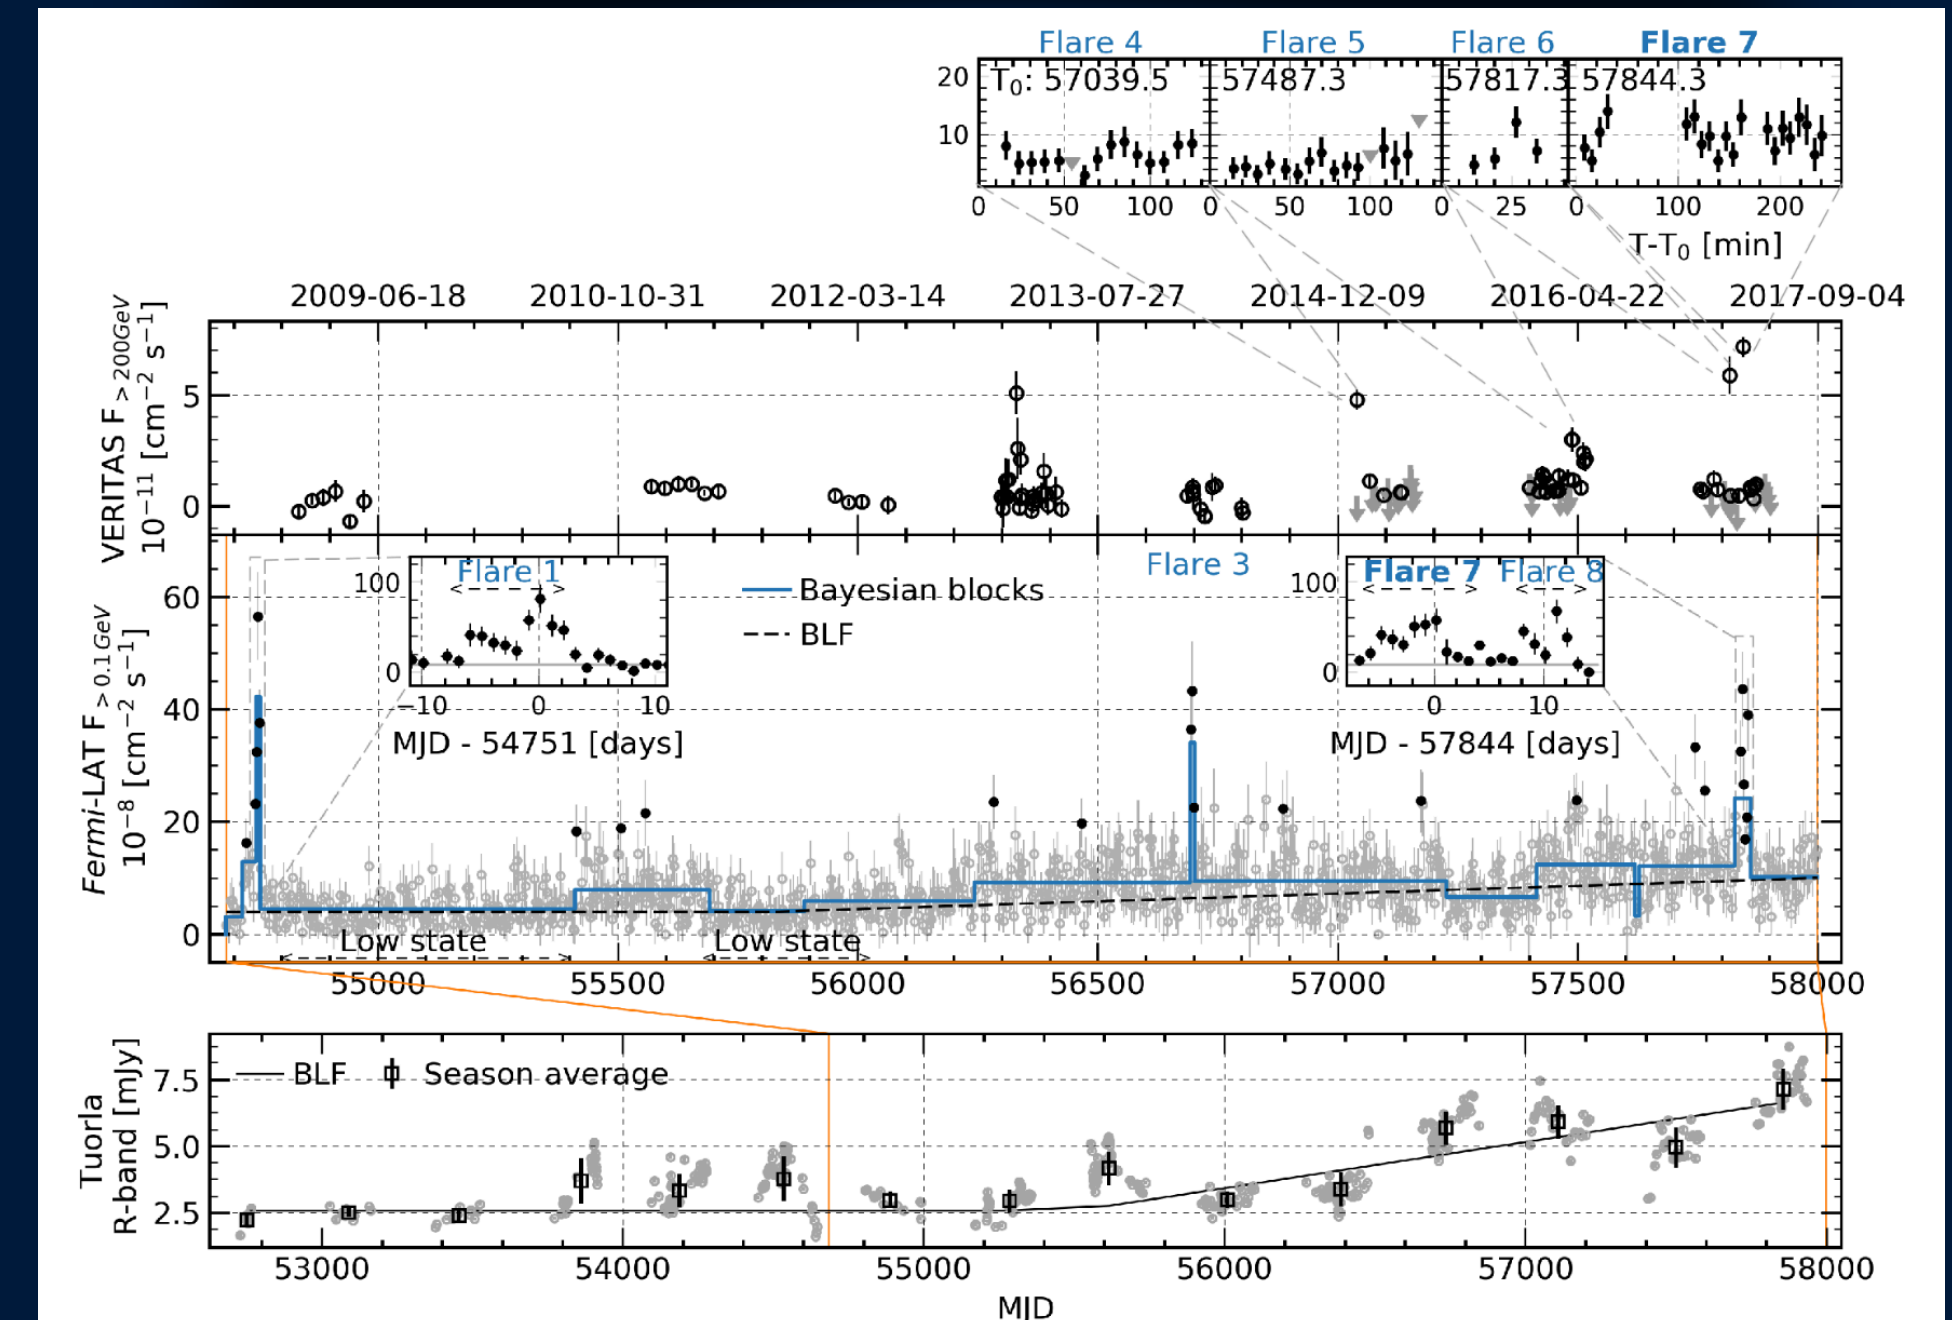 Flare 4 Flare 5 Flare 6 Flare 7
20 T₀: 57039.5 57487.3 57817.3 57844.3
10
0 50 100 0 50 100 0 25 0 100 200
T-T₀ [min]
2009-06-18 2010-10-31 2012-03-14 2013-07-27 2014-12-09 2016-04-22 2017-09-04
VERITAS F>200GeV
10⁻¹¹ [cm⁻² s⁻¹]
5
0
Fermi-LAT F>0.1GeV
10⁻⁸ [cm⁻² s⁻¹]
60
40
20
0
Flare 1
100
0
−10 0 10
MJD - 54751 [days]
Bayesian blocks
BLF
Flare 3
Flare 7 Flare 8
100
0
0 10
MJD - 57844 [days]
Low state Low state
55000 55500 56000 56500 57000 57500 58000
Tuorla
R-band [mJy]
BLF Season average
7.5
5.0
2.5
53000 54000 55000 56000 57000 58000
MJD